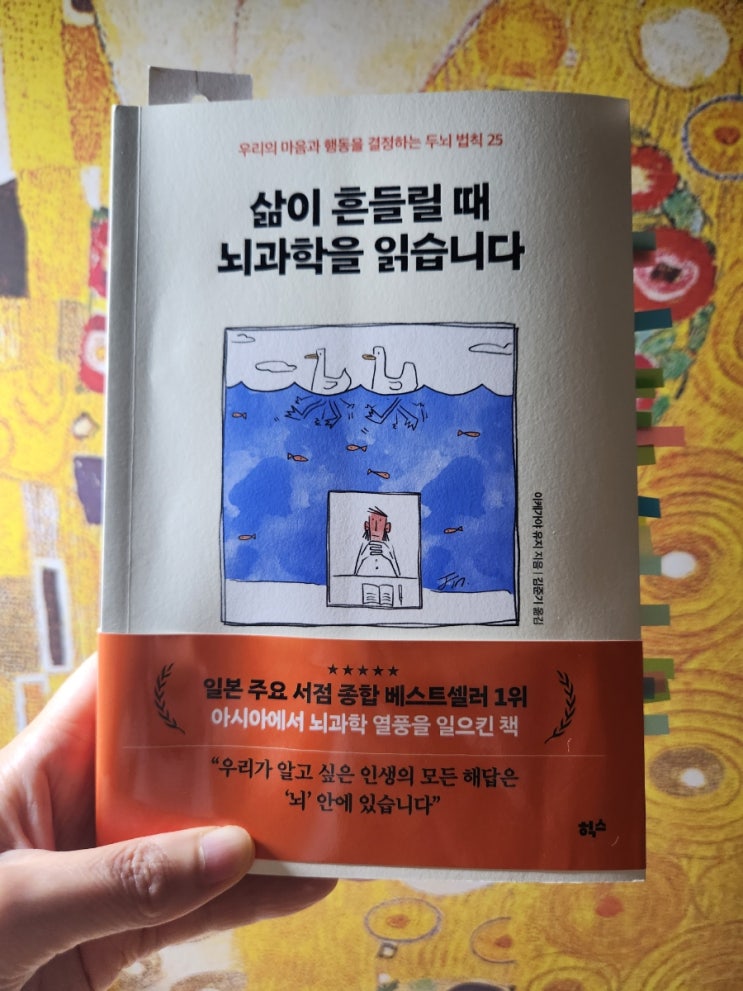 우리의 마음과 행동을 결정하는 두뇌 법칙 25
삶이 흔들릴 때
뇌과학을 읽습니다
이케가야 유지 지음 | 김준기 옮김
Jin.
★★★★★
일본 주요 서점 종합 베스트셀러 1위
아시아에서 뇌과학 열풍을 일으킨 책
“우리가 알고 싶은 인생의 모든 해답은
‘뇌’ 안에 있습니다”
힉스